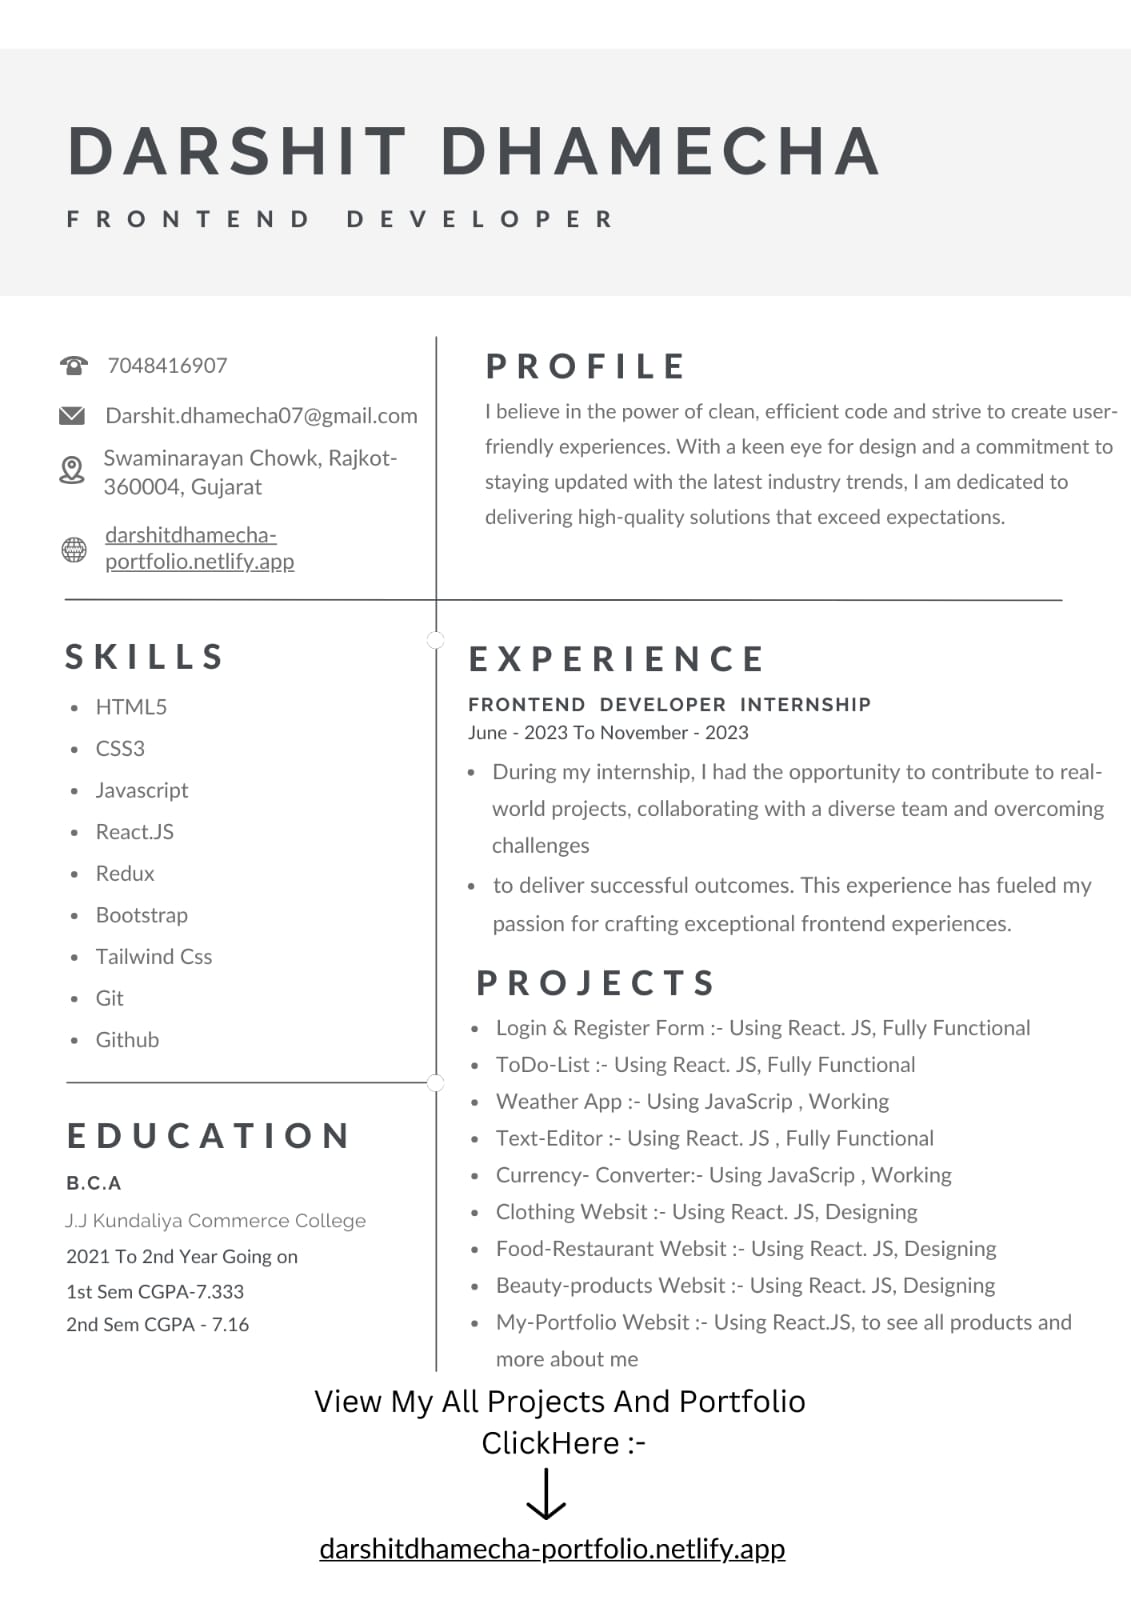 DARSHIT DHAMECHA
FRONTEND DEVELOPER
7048416907
Darshit.dhamecha07@gmail.com
Swaminarayan Chowk, Rajkot-
360004, Gujarat
darshitdhamecha-
portfolio.netlify.app
PROFILE
I believe in the power of clean, efficient code and strive to create user-
friendly experiences. With a keen eye for design and a commitment to
staying updated with the latest industry trends, I am dedicated to
delivering high-quality solutions that exceed expectations.
SKILLS
• HTML5
• CSS3
• Javascript
• React.JS
• Redux
• Bootstrap
• Tailwind Css
• Git
• Github
EDUCATION
B.C.A
J.J Kundaliya Commerce College
2021 To 2nd Year Going on
1st Sem CGPA-7.333
2nd Sem CGPA - 7.16
EXPERIENCE
FRONTEND DEVELOPER INTERNSHIP
June - 2023 To November - 2023
• During my internship, I had the opportunity to contribute to real-
world projects, collaborating with a diverse team and overcoming
challenges
• to deliver successful outcomes. This experience has fueled my
passion for crafting exceptional frontend experiences.
PROJECTS
• Login & Register Form :- Using React. JS, Fully Functional
• ToDo-List :- Using React. JS, Fully Functional
• Weather App :- Using JavaScrip , Working
• Text-Editor :- Using React. JS , Fully Functional
• Currency- Converter:- Using JavaScrip , Working
• Clothing Websit :- Using React. JS, Designing
• Food-Restaurant Websit :- Using React. JS, Designing
• Beauty-products Websit :- Using React. JS, Designing
• My-Portfolio Websit :- Using React.JS, to see all products and
more about me
View My All Projects And Portfolio
ClickHere :-
darshitdhamecha-portfolio.netlify.app